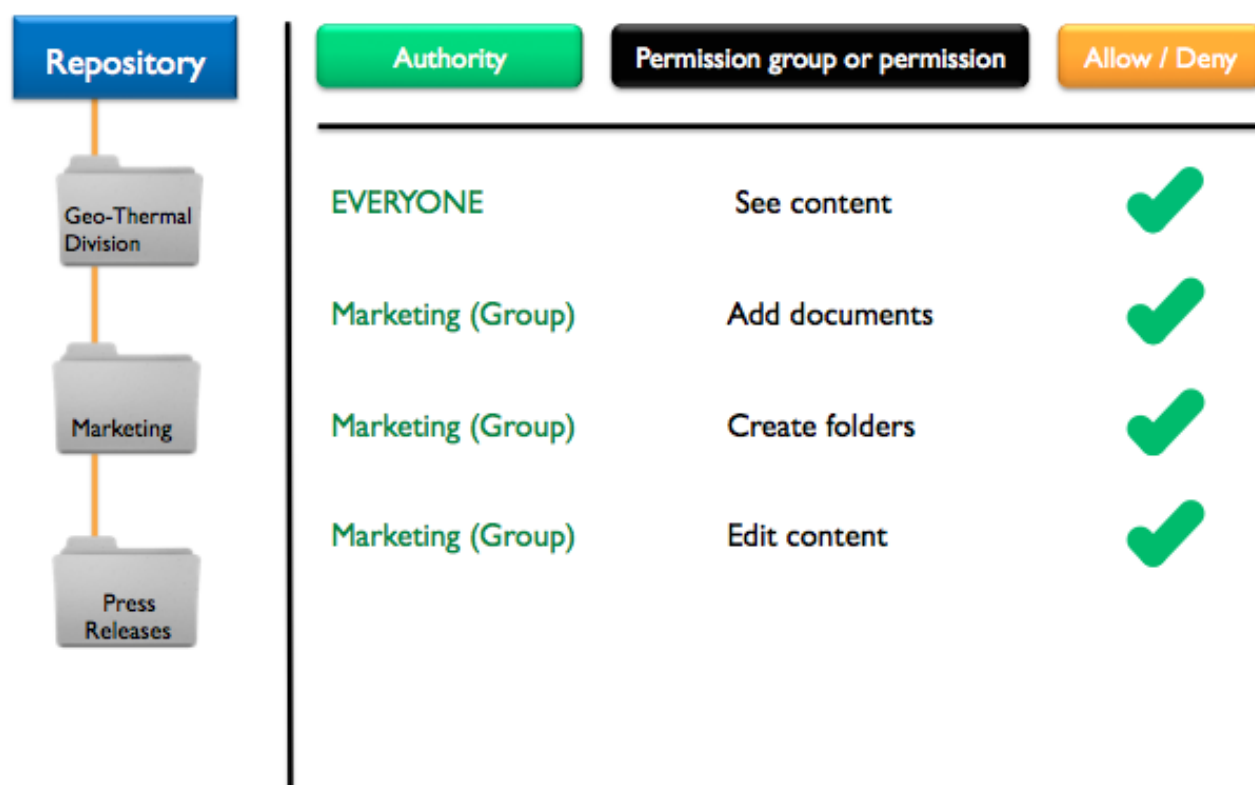 Repository
Geo-Thermal
Division
Marketing
Press
Releases
Authority Permission group or permission Allow / Deny
EVERYONE See content
Marketing (Group) Add documents
Marketing (Group) Create folders
Marketing (Group) Edit content